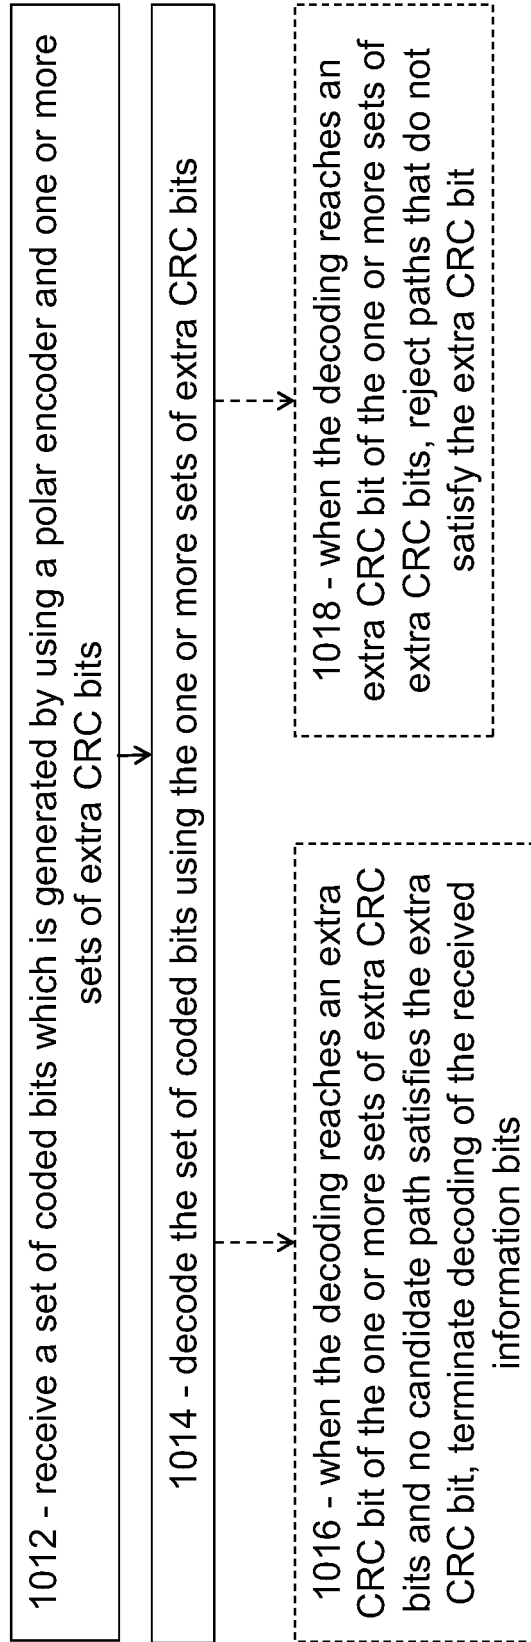 1012 - receive a set of coded bits which is generated by using a polar encoder and one or more
sets of extra CRC bits
1014 - decode the set of coded bits using the one or more sets of extra CRC bits
1016 - when the decoding reaches an extra
CRC bit of the one or more sets of extra CRC
bits and no candidate path satisfies the extra
CRC bit, terminate decoding of the received
information bits
1018 - when the decoding reaches an
extra CRC bit of the one or more sets of
extra CRC bits, reject paths that do not
satisfy the extra CRC bit